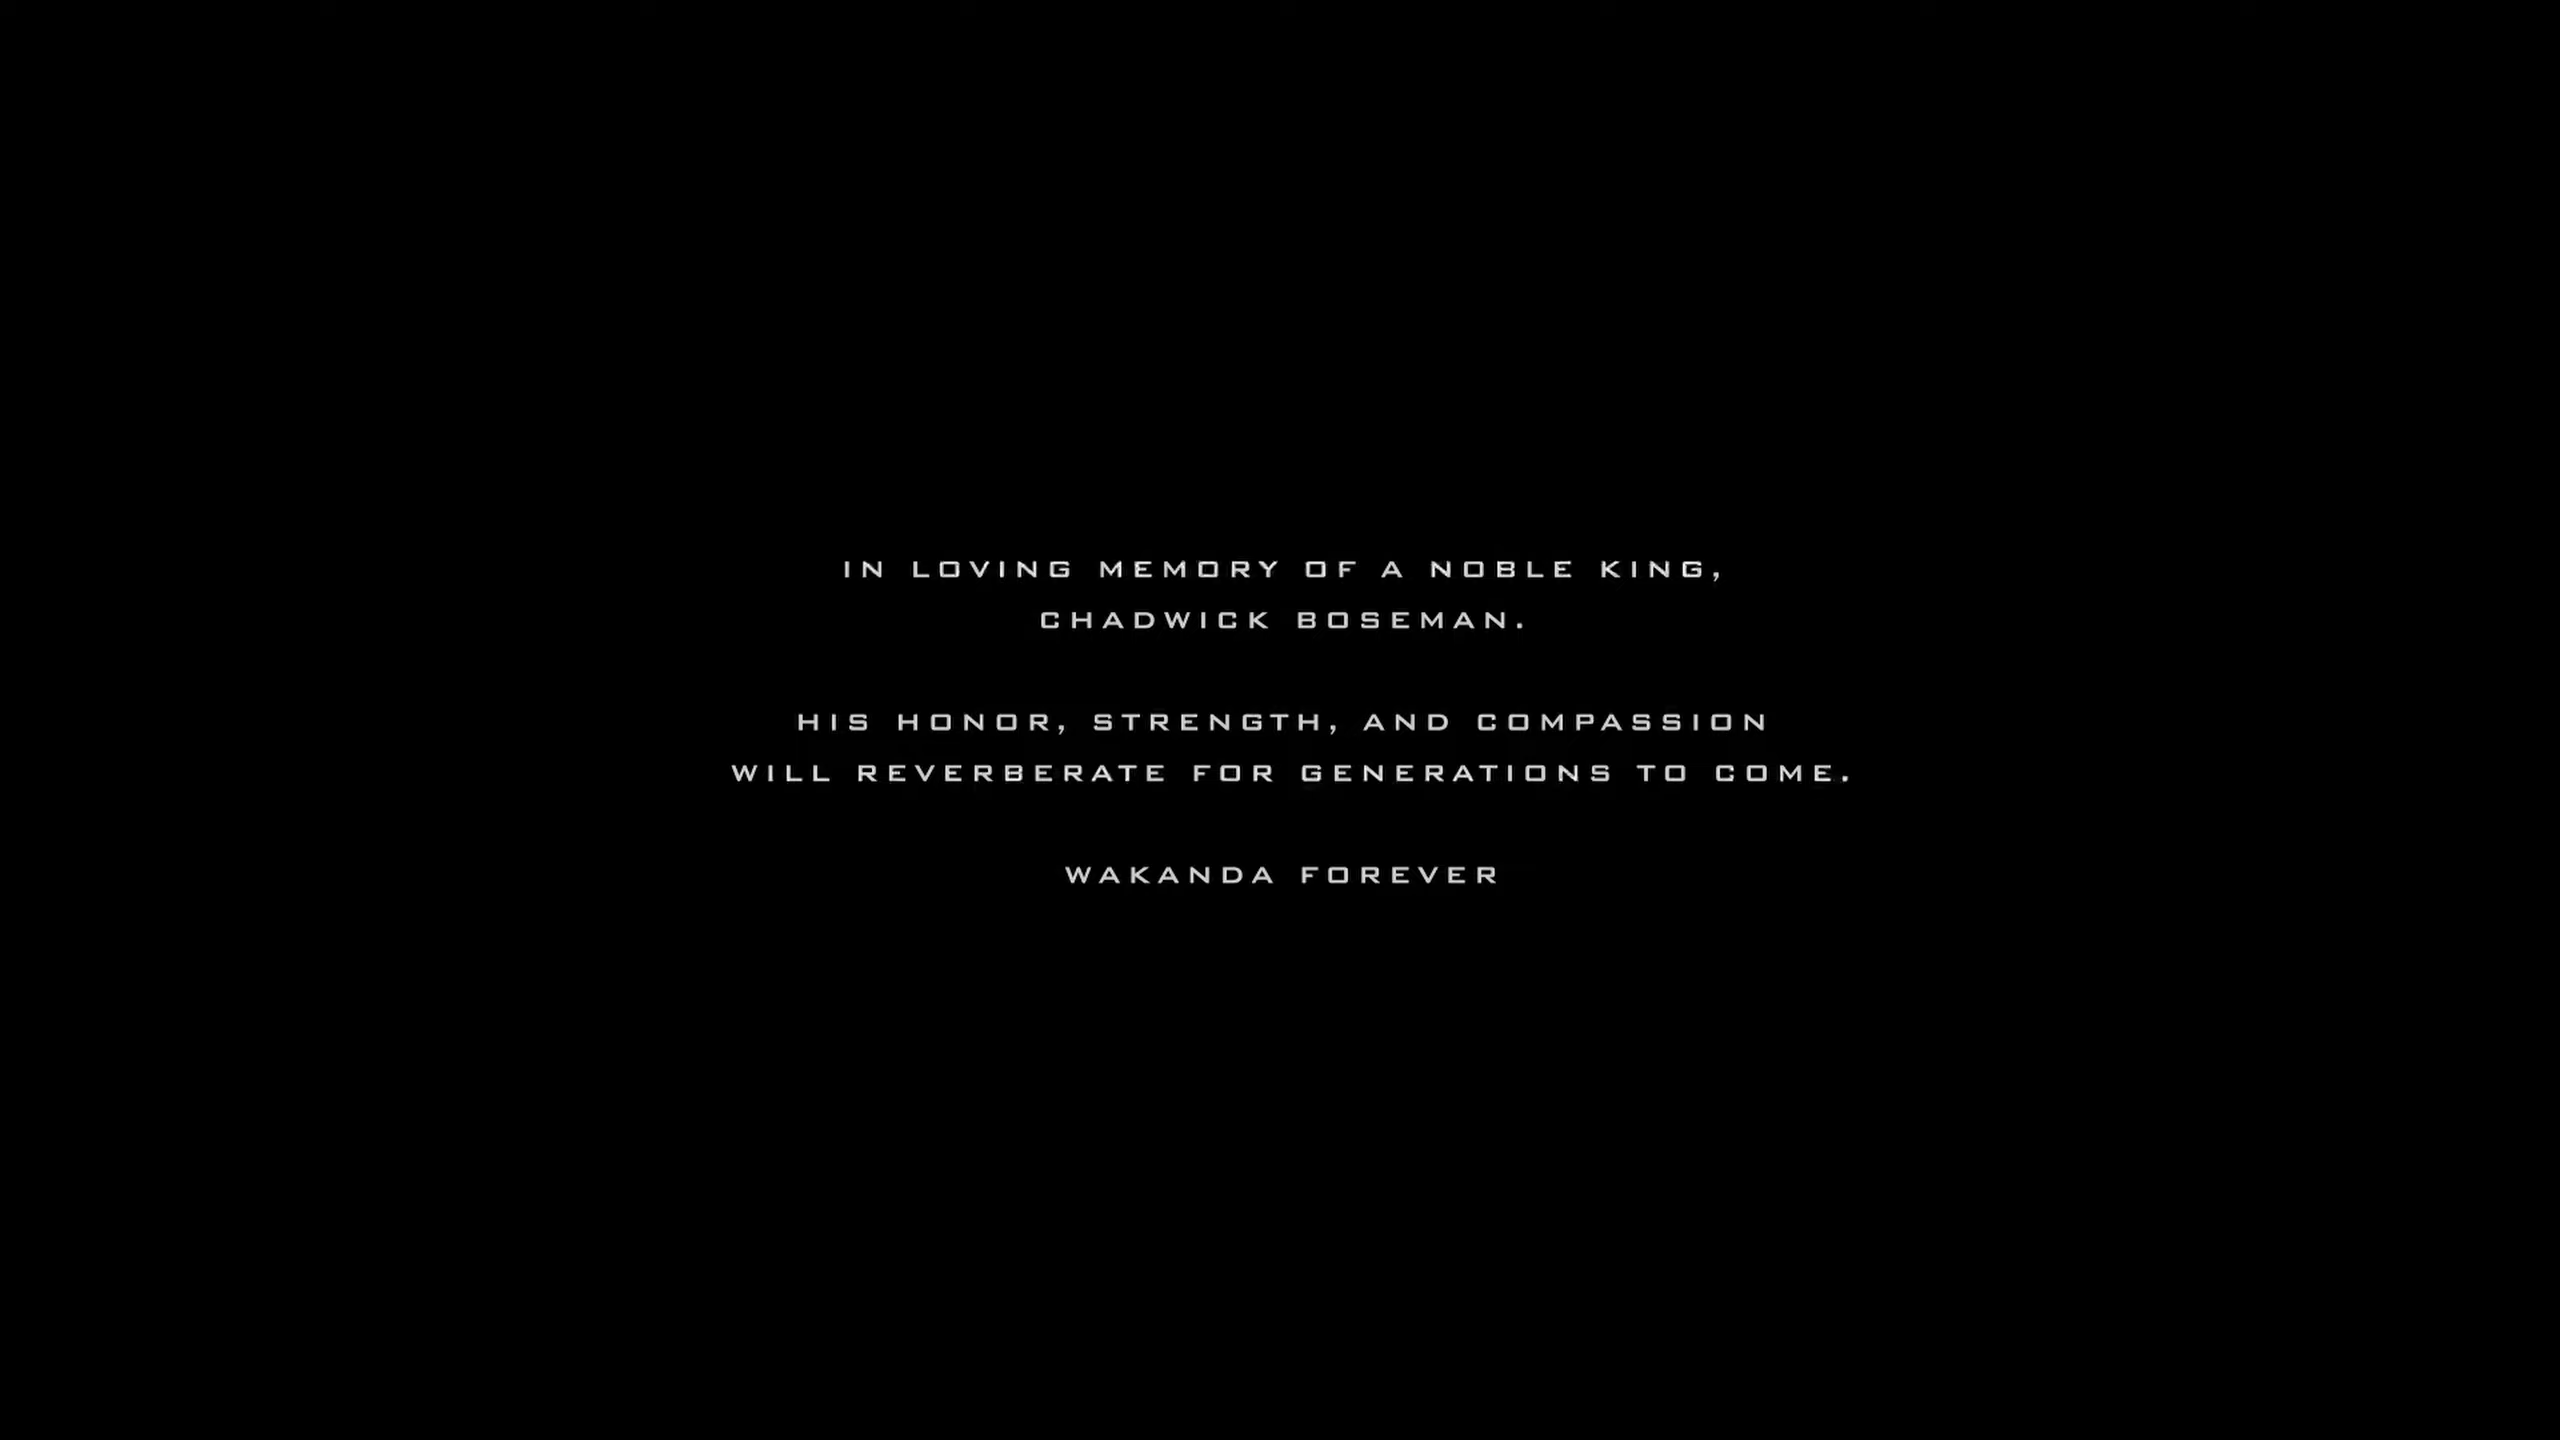 IN LOVING MEMORY OF A NOBLE KING,
CHADWICK BOSEMAN.
HIS HONOR, STRENGTH, AND COMPASSION
WILL REVERBERATE FOR GENERATIONS TO COME.
WAKANDA FOREVER